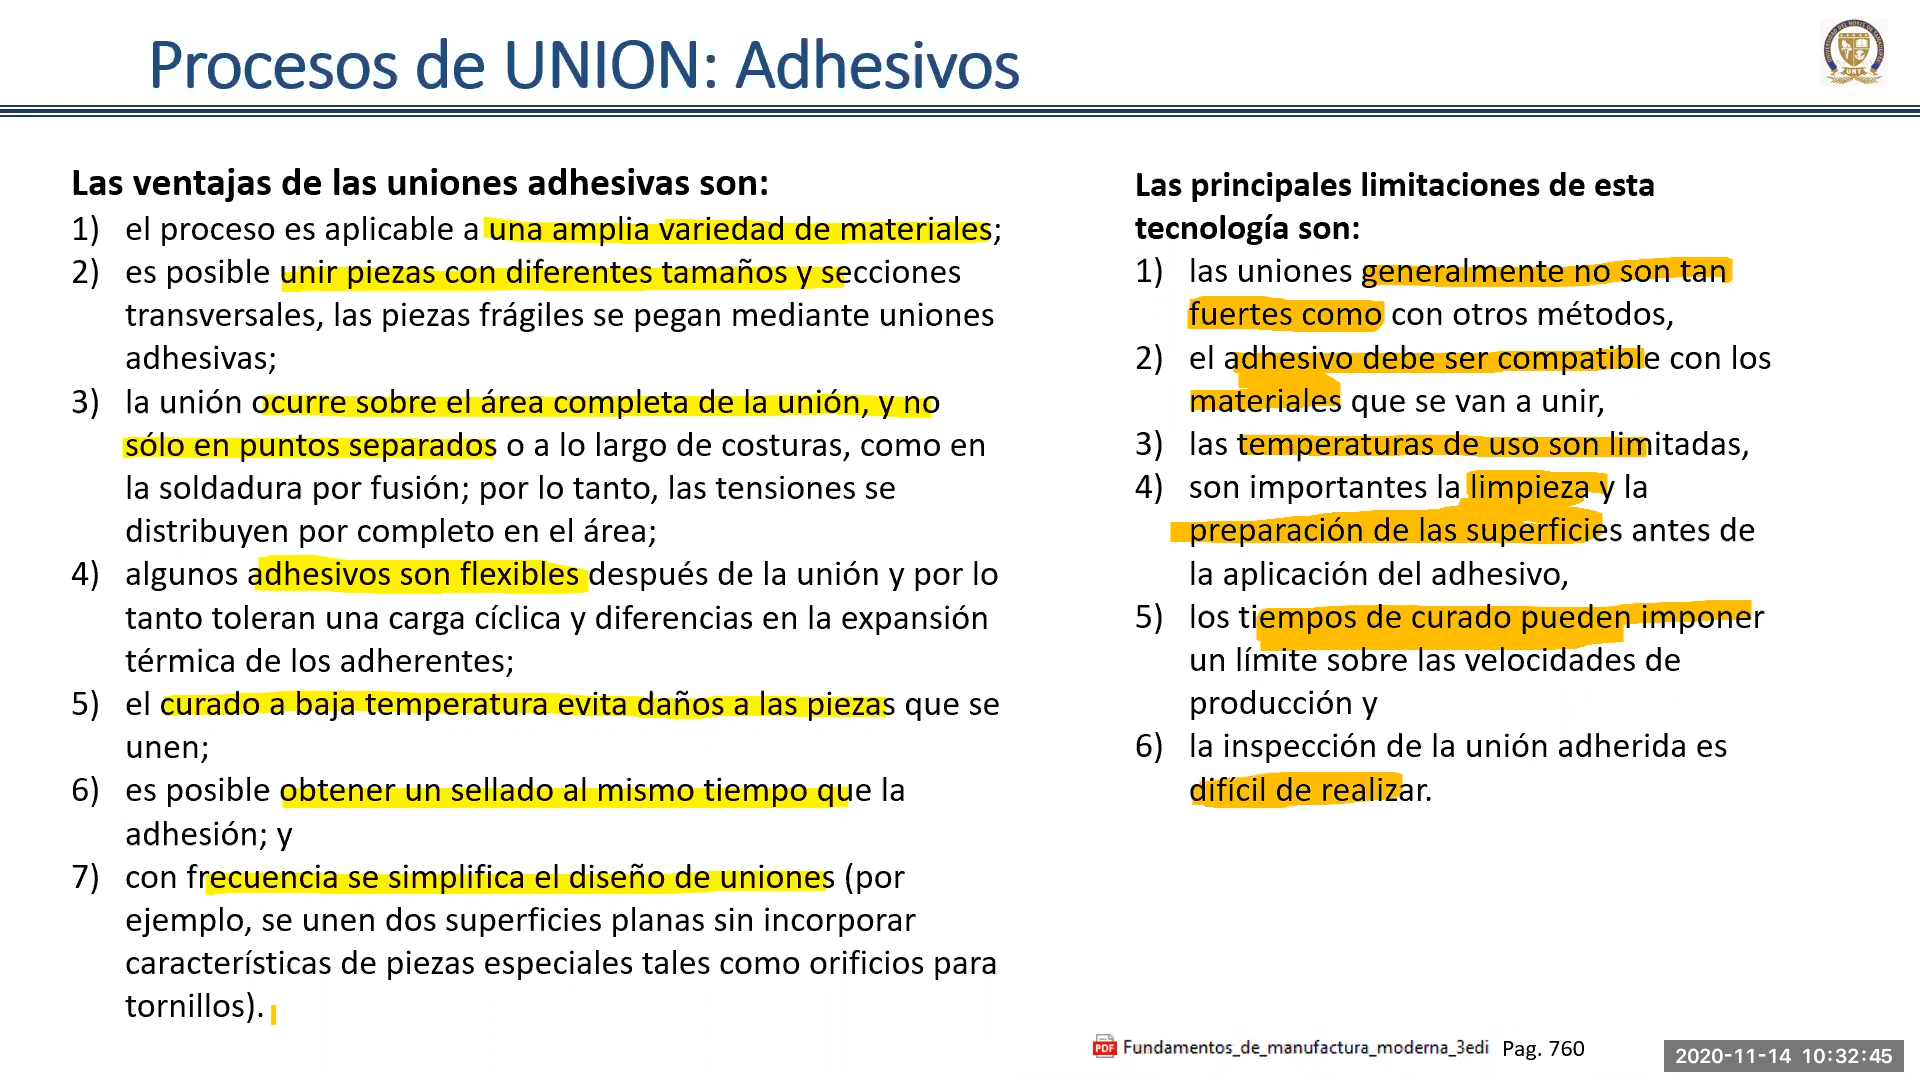 Procesos de UNION: Adhesivos
Las ventajas de las uniones adhesivas son:
1) el proceso es aplicable a una amplia variedad de materiales;
2) es posible unir piezas con diferentes tamaños y secciones
transversales, las piezas frágiles se pegan mediante uniones
adhesivas;
3) la unión ocurre sobre el área completa de la unión, y no
sólo en puntos separados o a lo largo de costuras, como en
la soldadura por fusión; por lo tanto, las tensiones se
distribuyen por completo en el área;
4) algunos adhesivos son flexibles después de la unión y por lo
tanto toleran una carga cíclica y diferencias en la expansión
térmica de los adherentes;
5) el curado a baja temperatura evita daños a las piezas que se
unen;
6) es posible obtener un sellado al mismo tiempo que la
adhesión; y
7) con frecuencia se simplifica el diseño de uniones (por
ejemplo, se unen dos superficies planas sin incorporar
características de piezas especiales tales como orificios para
tornillos).
Las principales limitaciones de esta
tecnología son:
1) las uniones generalmente no son tan
fuertes como con otros métodos,
2) el adhesivo debe ser compatible con los
materiales que se van a unir,
3) las temperaturas de uso son limitadas,
4) son importantes la limpieza y la
preparación de las superficies antes de
la aplicación del adhesivo,
5) los tiempos de curado pueden imponer
un límite sobre las velocidades de
producción y
6) la inspección de la unión adherida es
difícil de realizar.
PDF Fundamentos_de_manufactura_moderna_3edi Pag. 760
2020-11-14 10:32:45